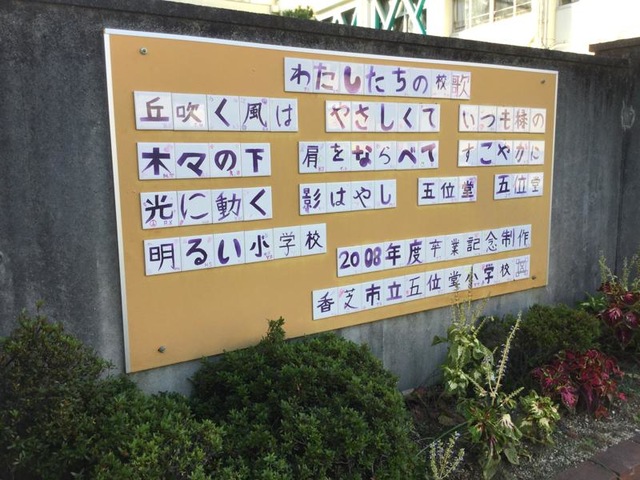 わたしたちの校歌
丘吹く風は やさしくて いつも緑の
木々の下 肩をならべて すこやかに
光に動く 影はやし 五位堂 五位堂
明るい小学校
2008年度卒業記念制作
香芝市立五位堂小学校